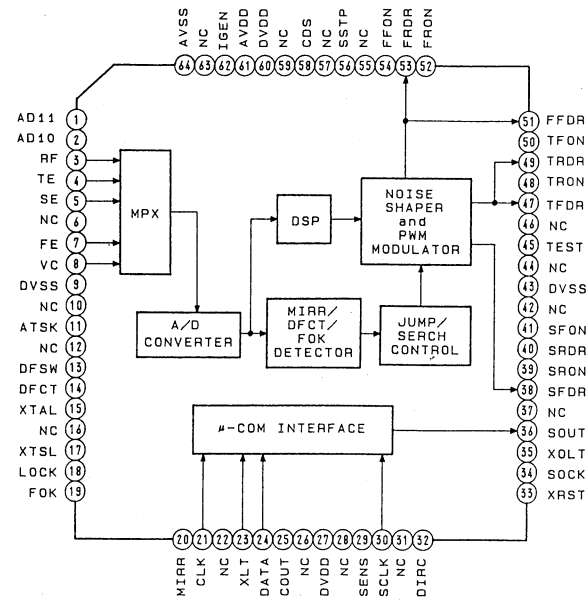 AVSS
NC
IGEN
AVDD
DVDD
NC
CDS
NC
SSTP
NC
FFON
FRDR
FRON
64
63
62
61
60
59
58
57
56
55
54
53
52
AD11 1
AD10 2
RF 3
TE 4
SE 5
NC 6
FE 7
VC 8
DVSS 9
NC 10
ATSK 11
NC 12
DFSW 13
DFCT 14
XTAL 15
NC 16
XTSL 17
LOCK 18
FOK 19
MPX
A/D
CONVERTER
DSP
MIRR/
DFCT/
FOK
DETECTOR
NOISE
SHAPER
and
PWM
MODULATOR
JUMP/
SERCH
CONTROL
μ-COM INTERFACE
51 FFDR
50 TFON
49 TRDR
48 TRON
47 TFDR
46 NC
45 TEST
44 NC
43 DVSS
42 NC
41 SFON
40 SRDR
39 SRON
38 SFDR
37 NC
36 SOUT
35 XOLT
34 SOCK
33 XRST
20
21
22
23
24
25
26
27
28
29
30
31
32
MIRR
CLK
NC
XLT
DATA
COUT
NC
DVDD
NC
SENS
SCLK
NC
DIRC